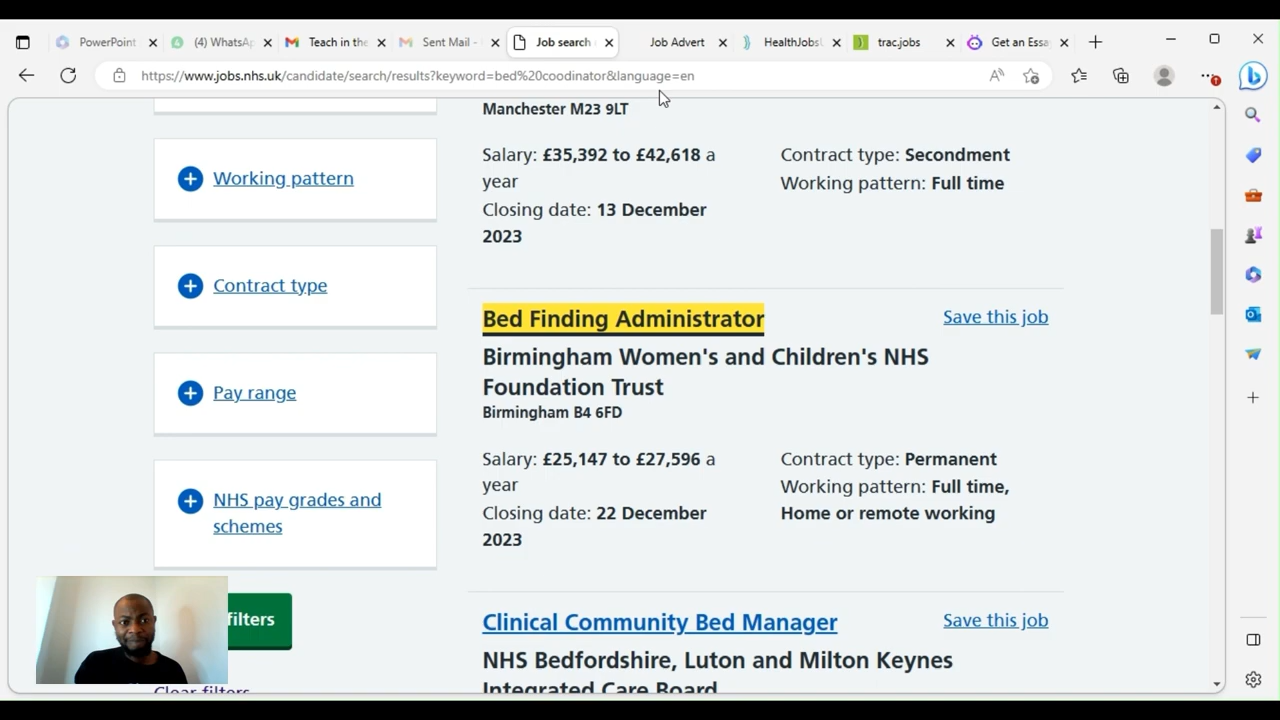 PowerPoint
(4) WhatsAp
Teach in the
Sent Mail -
Job search
Job Advert
HealthJobsU
trac.jobs
Get an Essa
https://www.jobs.nhs.uk/candidate/search/results?keyword=bed%20coodinator&language=en
Working pattern
Contract type
Pay range
NHS pay grades and
schemes
filters
Clear filters
Manchester M23 9LT
Salary: £35,392 to £42,618 a
year
Closing date: 13 December
2023
Contract type: Secondment
Working pattern: Full time
Bed Finding Administrator
Save this job
Birmingham Women's and Children's NHS
Foundation Trust
Birmingham B4 6FD
Salary: £25,147 to £27,596 a
year
Closing date: 22 December
2023
Contract type: Permanent
Working pattern: Full time,
Home or remote working
Clinical Community Bed Manager
Save this job
NHS Bedfordshire, Luton and Milton Keynes
Integrated Care Board